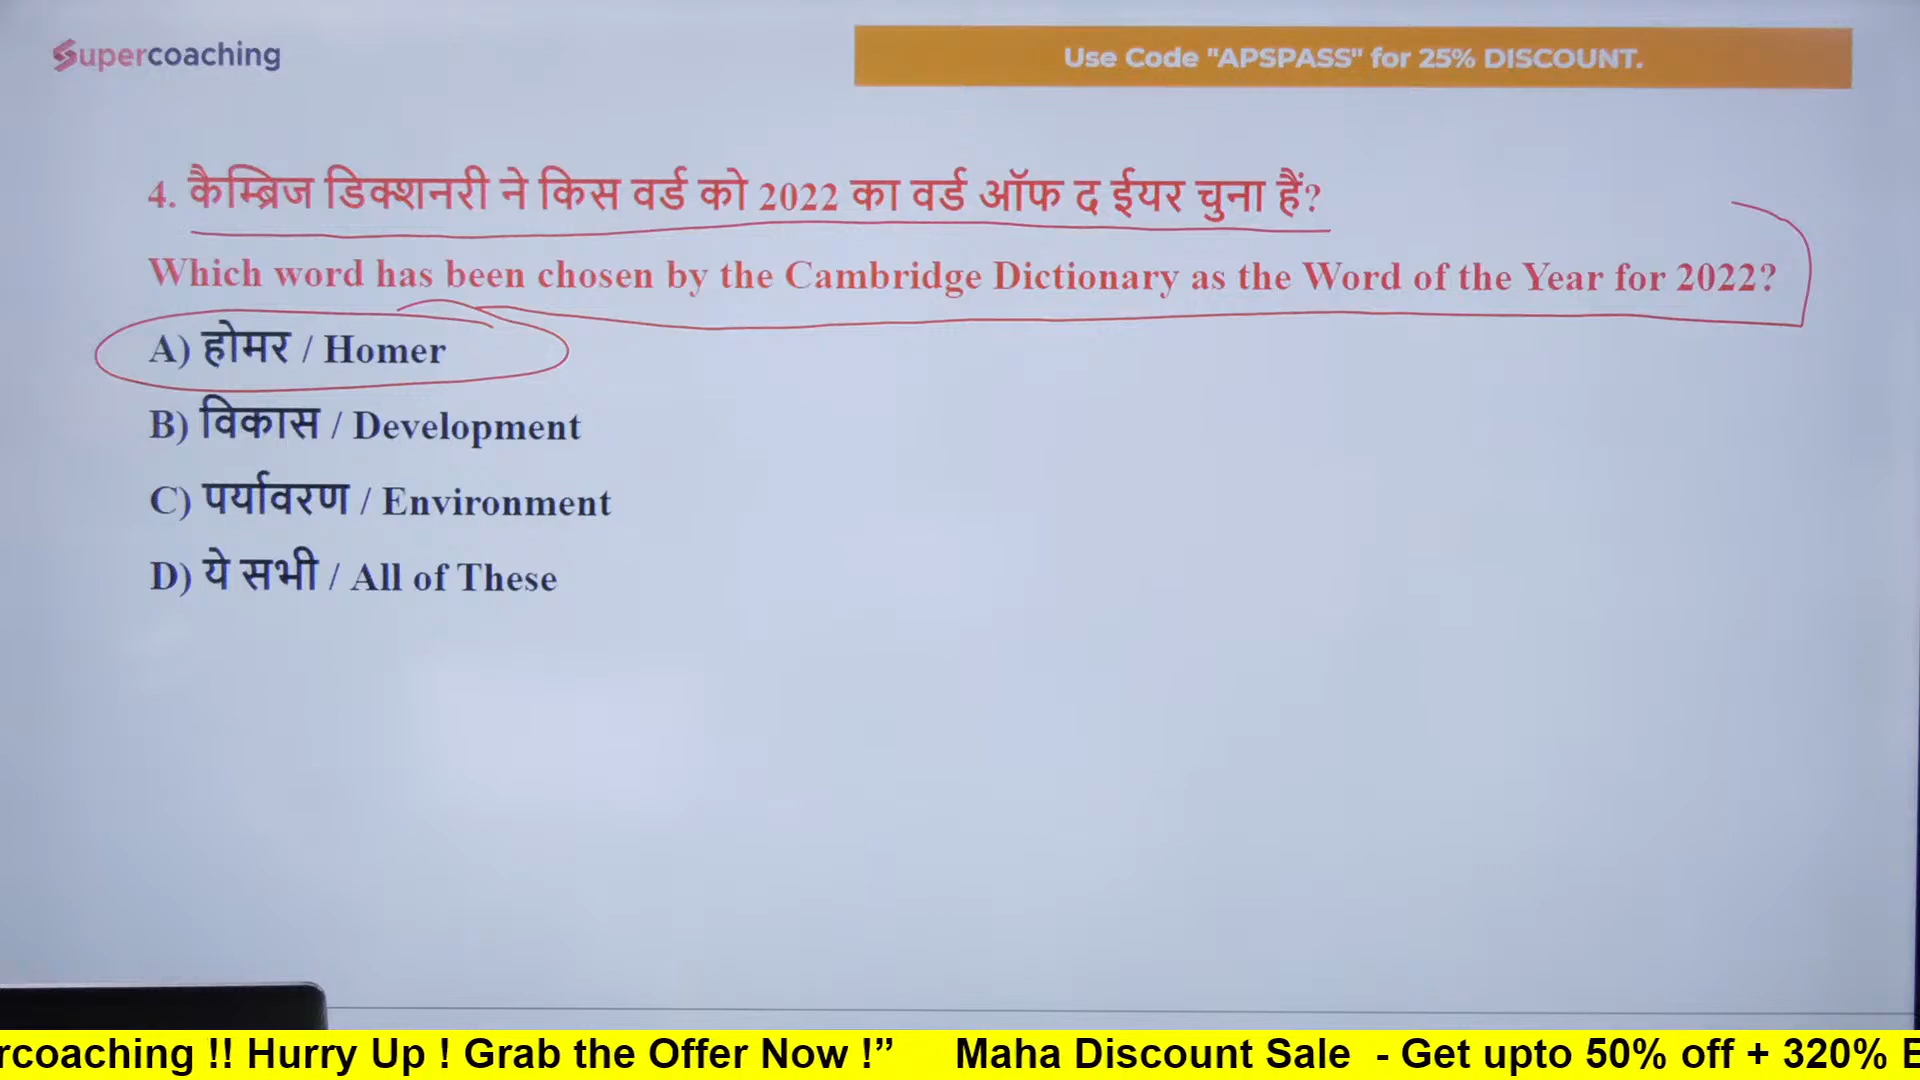 Supercoaching
Use Code "APSPASS" for 25% DISCOUNT.
4. कैम्ब्रिज डिक्शनरी ने किस वर्ड को 2022 का वर्ड ऑफ द ईयर चुना हैं?
Which word has been chosen by the Cambridge Dictionary as the Word of the Year for 2022?
A) होमर / Homer
B) विकास / Development
C) पर्यावरण / Environment
D) ये सभी / All of These
rcoaching !! Hurry Up ! Grab the Offer Now !” Maha Discount Sale - Get upto 50% off + 320% E